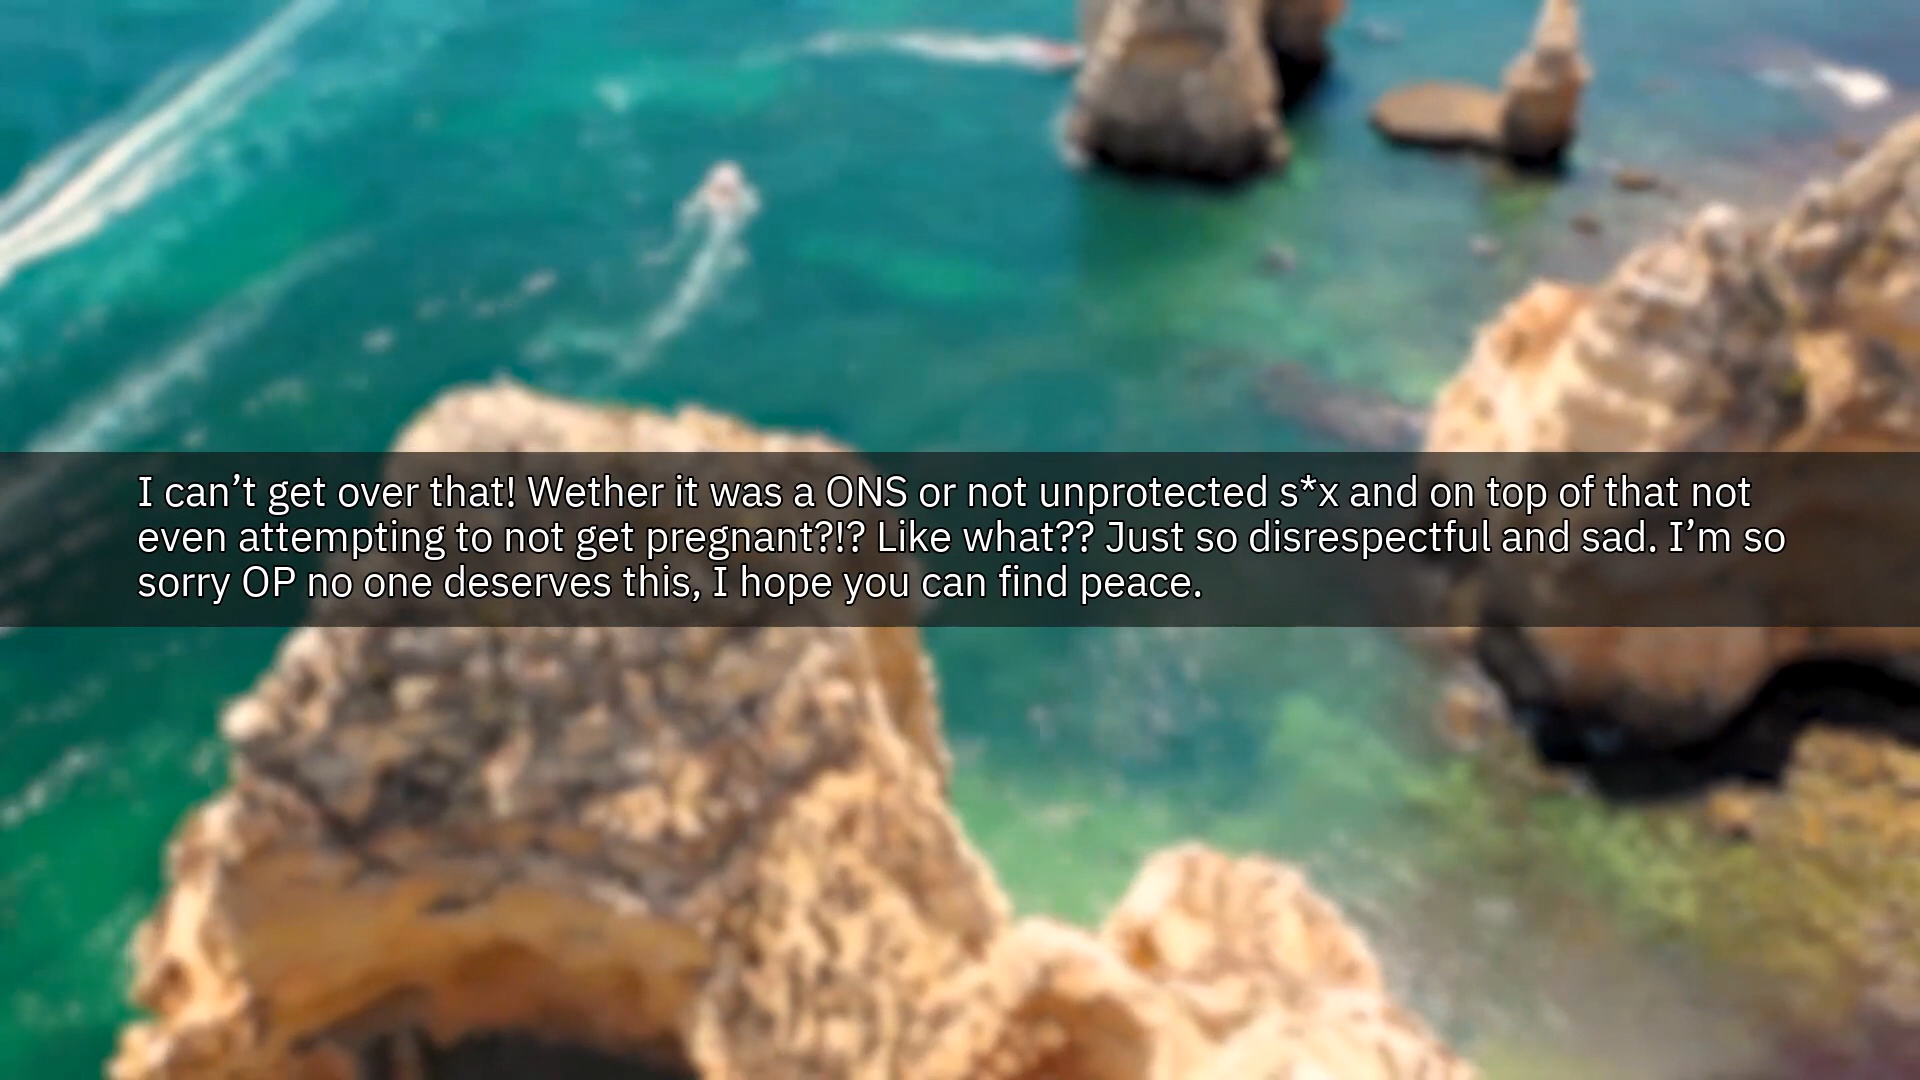 I can’t get over that! Wether it was a ONS or not unprotected s*x and on top of that not
even attempting to not get pregnant?!? Like what?? Just so disrespectful and sad. I’m so
sorry OP no one deserves this, I hope you can find peace.